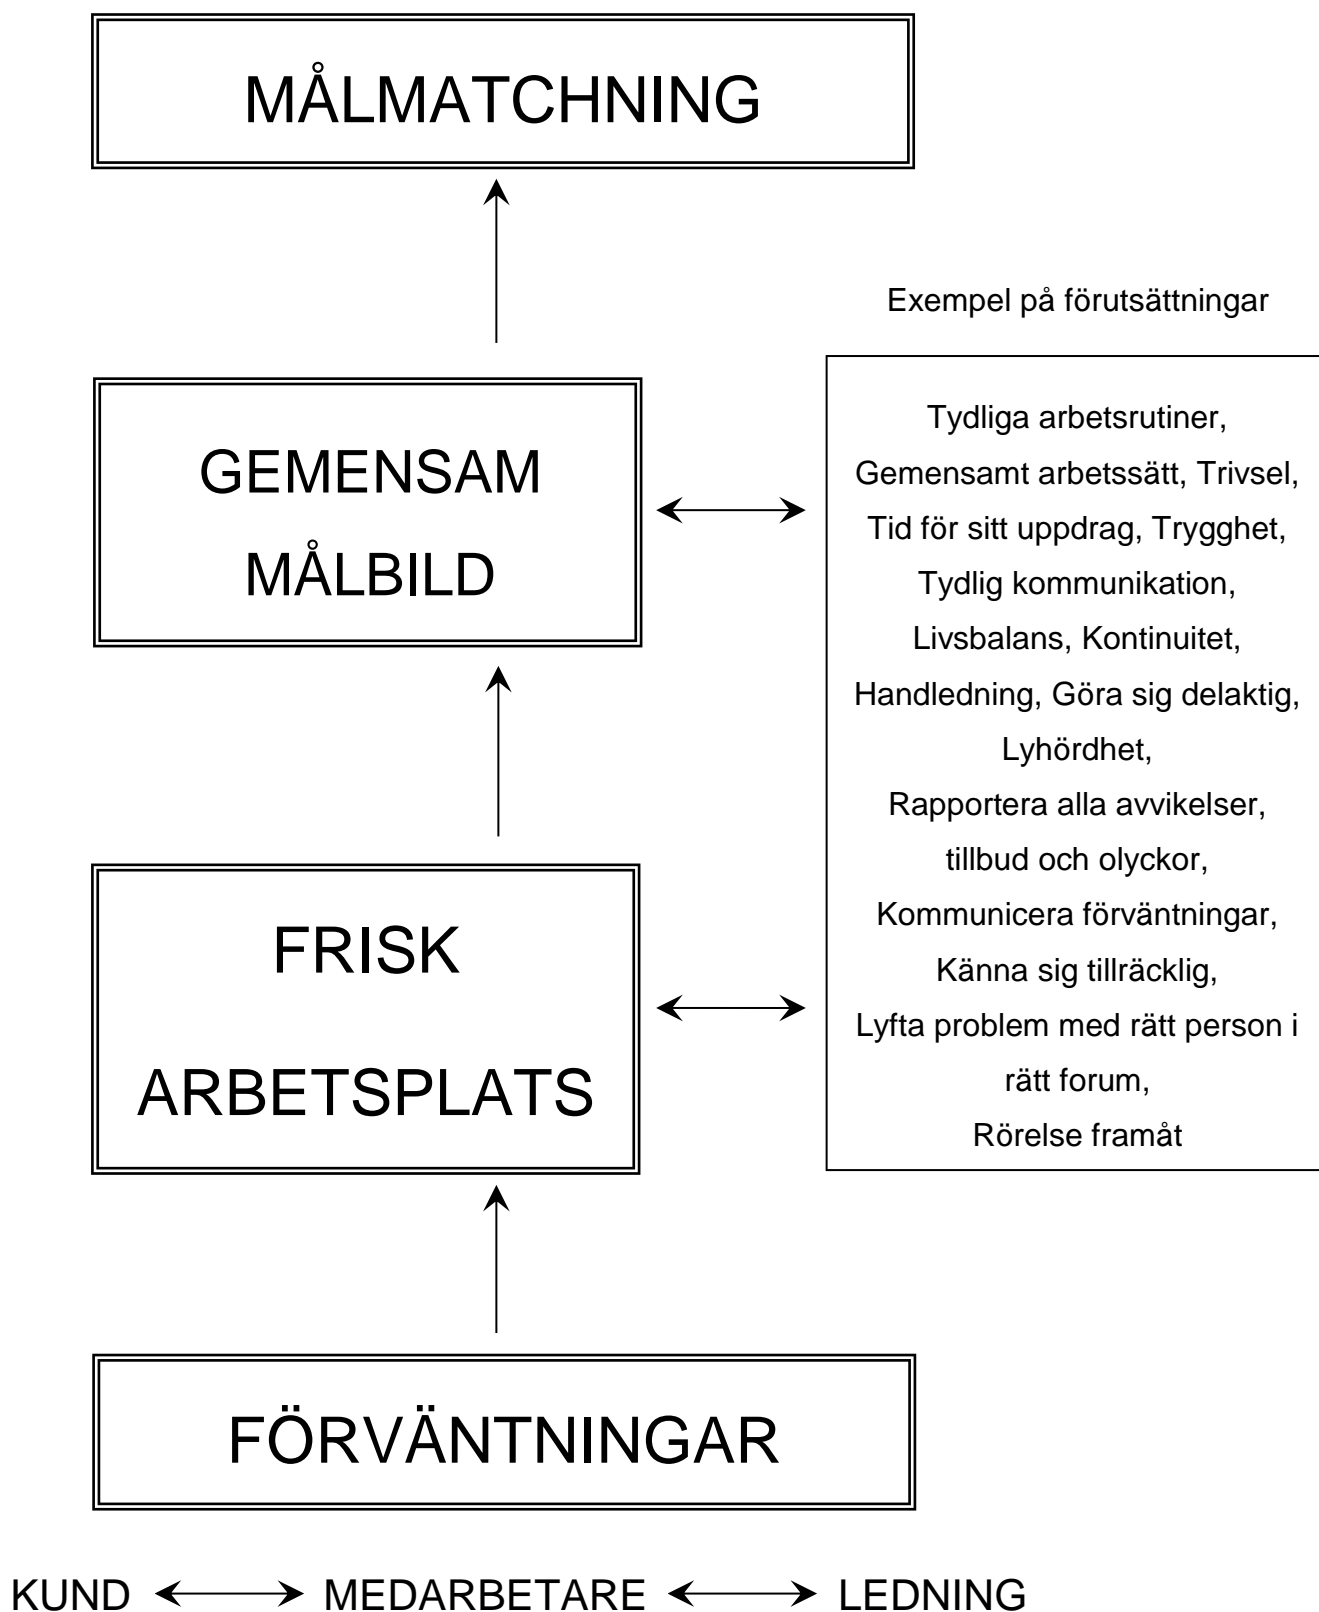 MÅLMATCHNING
Exempel på förutsättningar
GEMENSAM
MÅLBILD
Tydliga arbetsrutiner,
Gemensamt arbetssätt, Trivsel,
Tid för sitt uppdrag, Trygghet,
Tydlig kommunikation,
Livsbalans, Kontinuitet,
Handledning, Göra sig delaktig,
Lyhördhet,
Rapportera alla avvikelser,
tillbud och olyckor,
Kommunicera förväntningar,
Känna sig tillräcklig,
Lyfta problem med rätt person i
rätt forum,
Rörelse framåt
FRISK
ARBETSPLATS
FÖRVÄNTNINGAR
KUND MEDARBETARE LEDNING